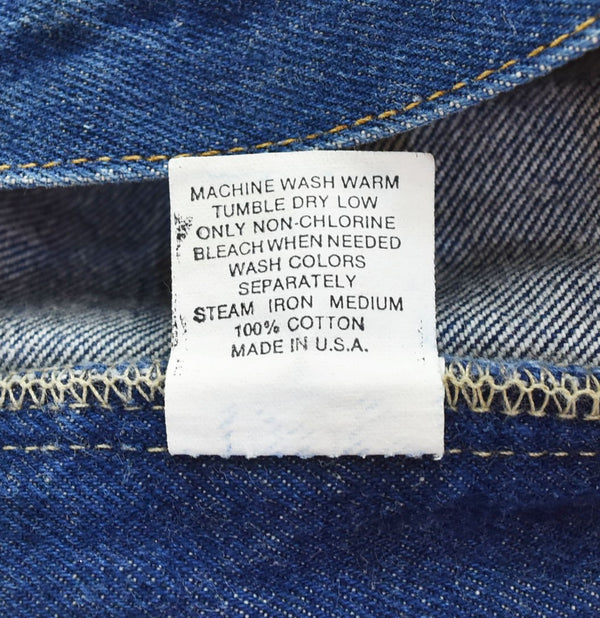 MACHINE WASH WARM
TUMBLE DRY LOW
ONLY NON-CHLORINE
BLEACH WHEN NEEDED
WASH COLORS
SEPARATELY
STEAM IRON MEDIUM
100% COTTON
MADE IN U.S.A.